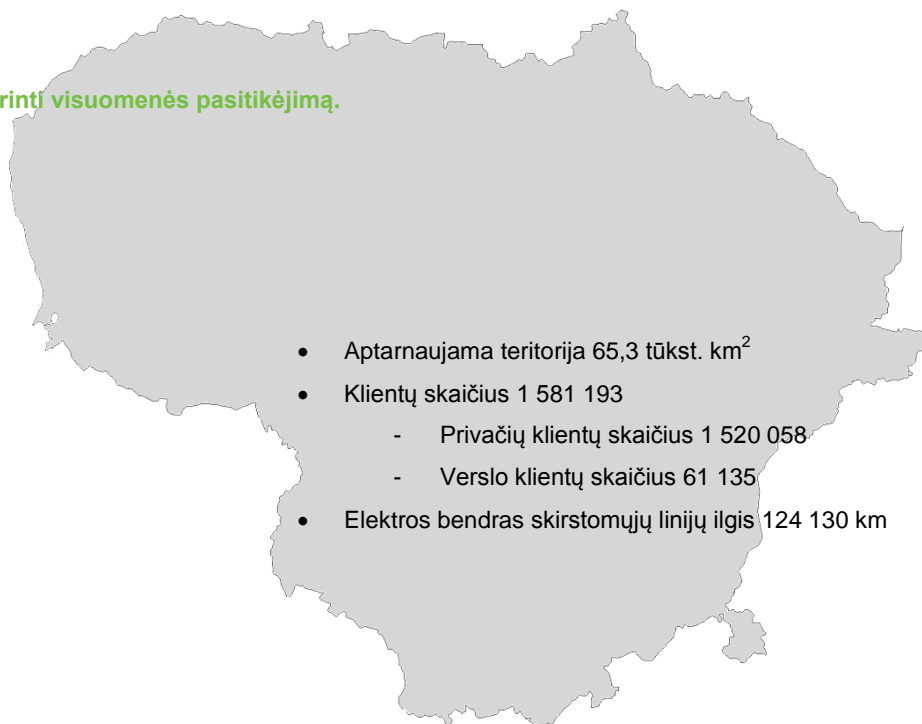 rinti visuomenės pasitikėjimą.
• Aptarnaujama teritorija 65,3 tūkst. km²
• Klientų skaičius 1 581 193
- Privačių klientų skaičius 1 520 058
- Verslo klientų skaičius 61 135
• Elektros bendras skirstomųjų linijų ilgis 124 130 km